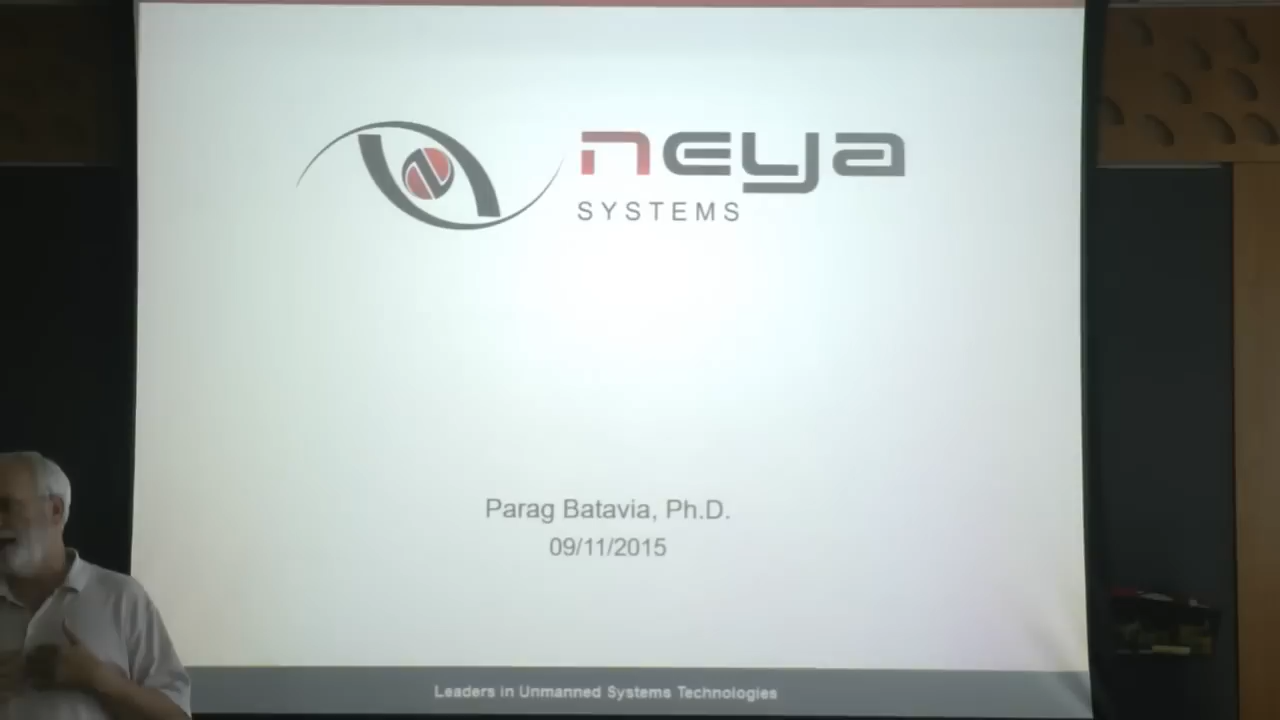 neya
SYSTEMS
Parag Batavia, Ph.D.
09/11/2015
Leaders in Unmanned Systems Technologies